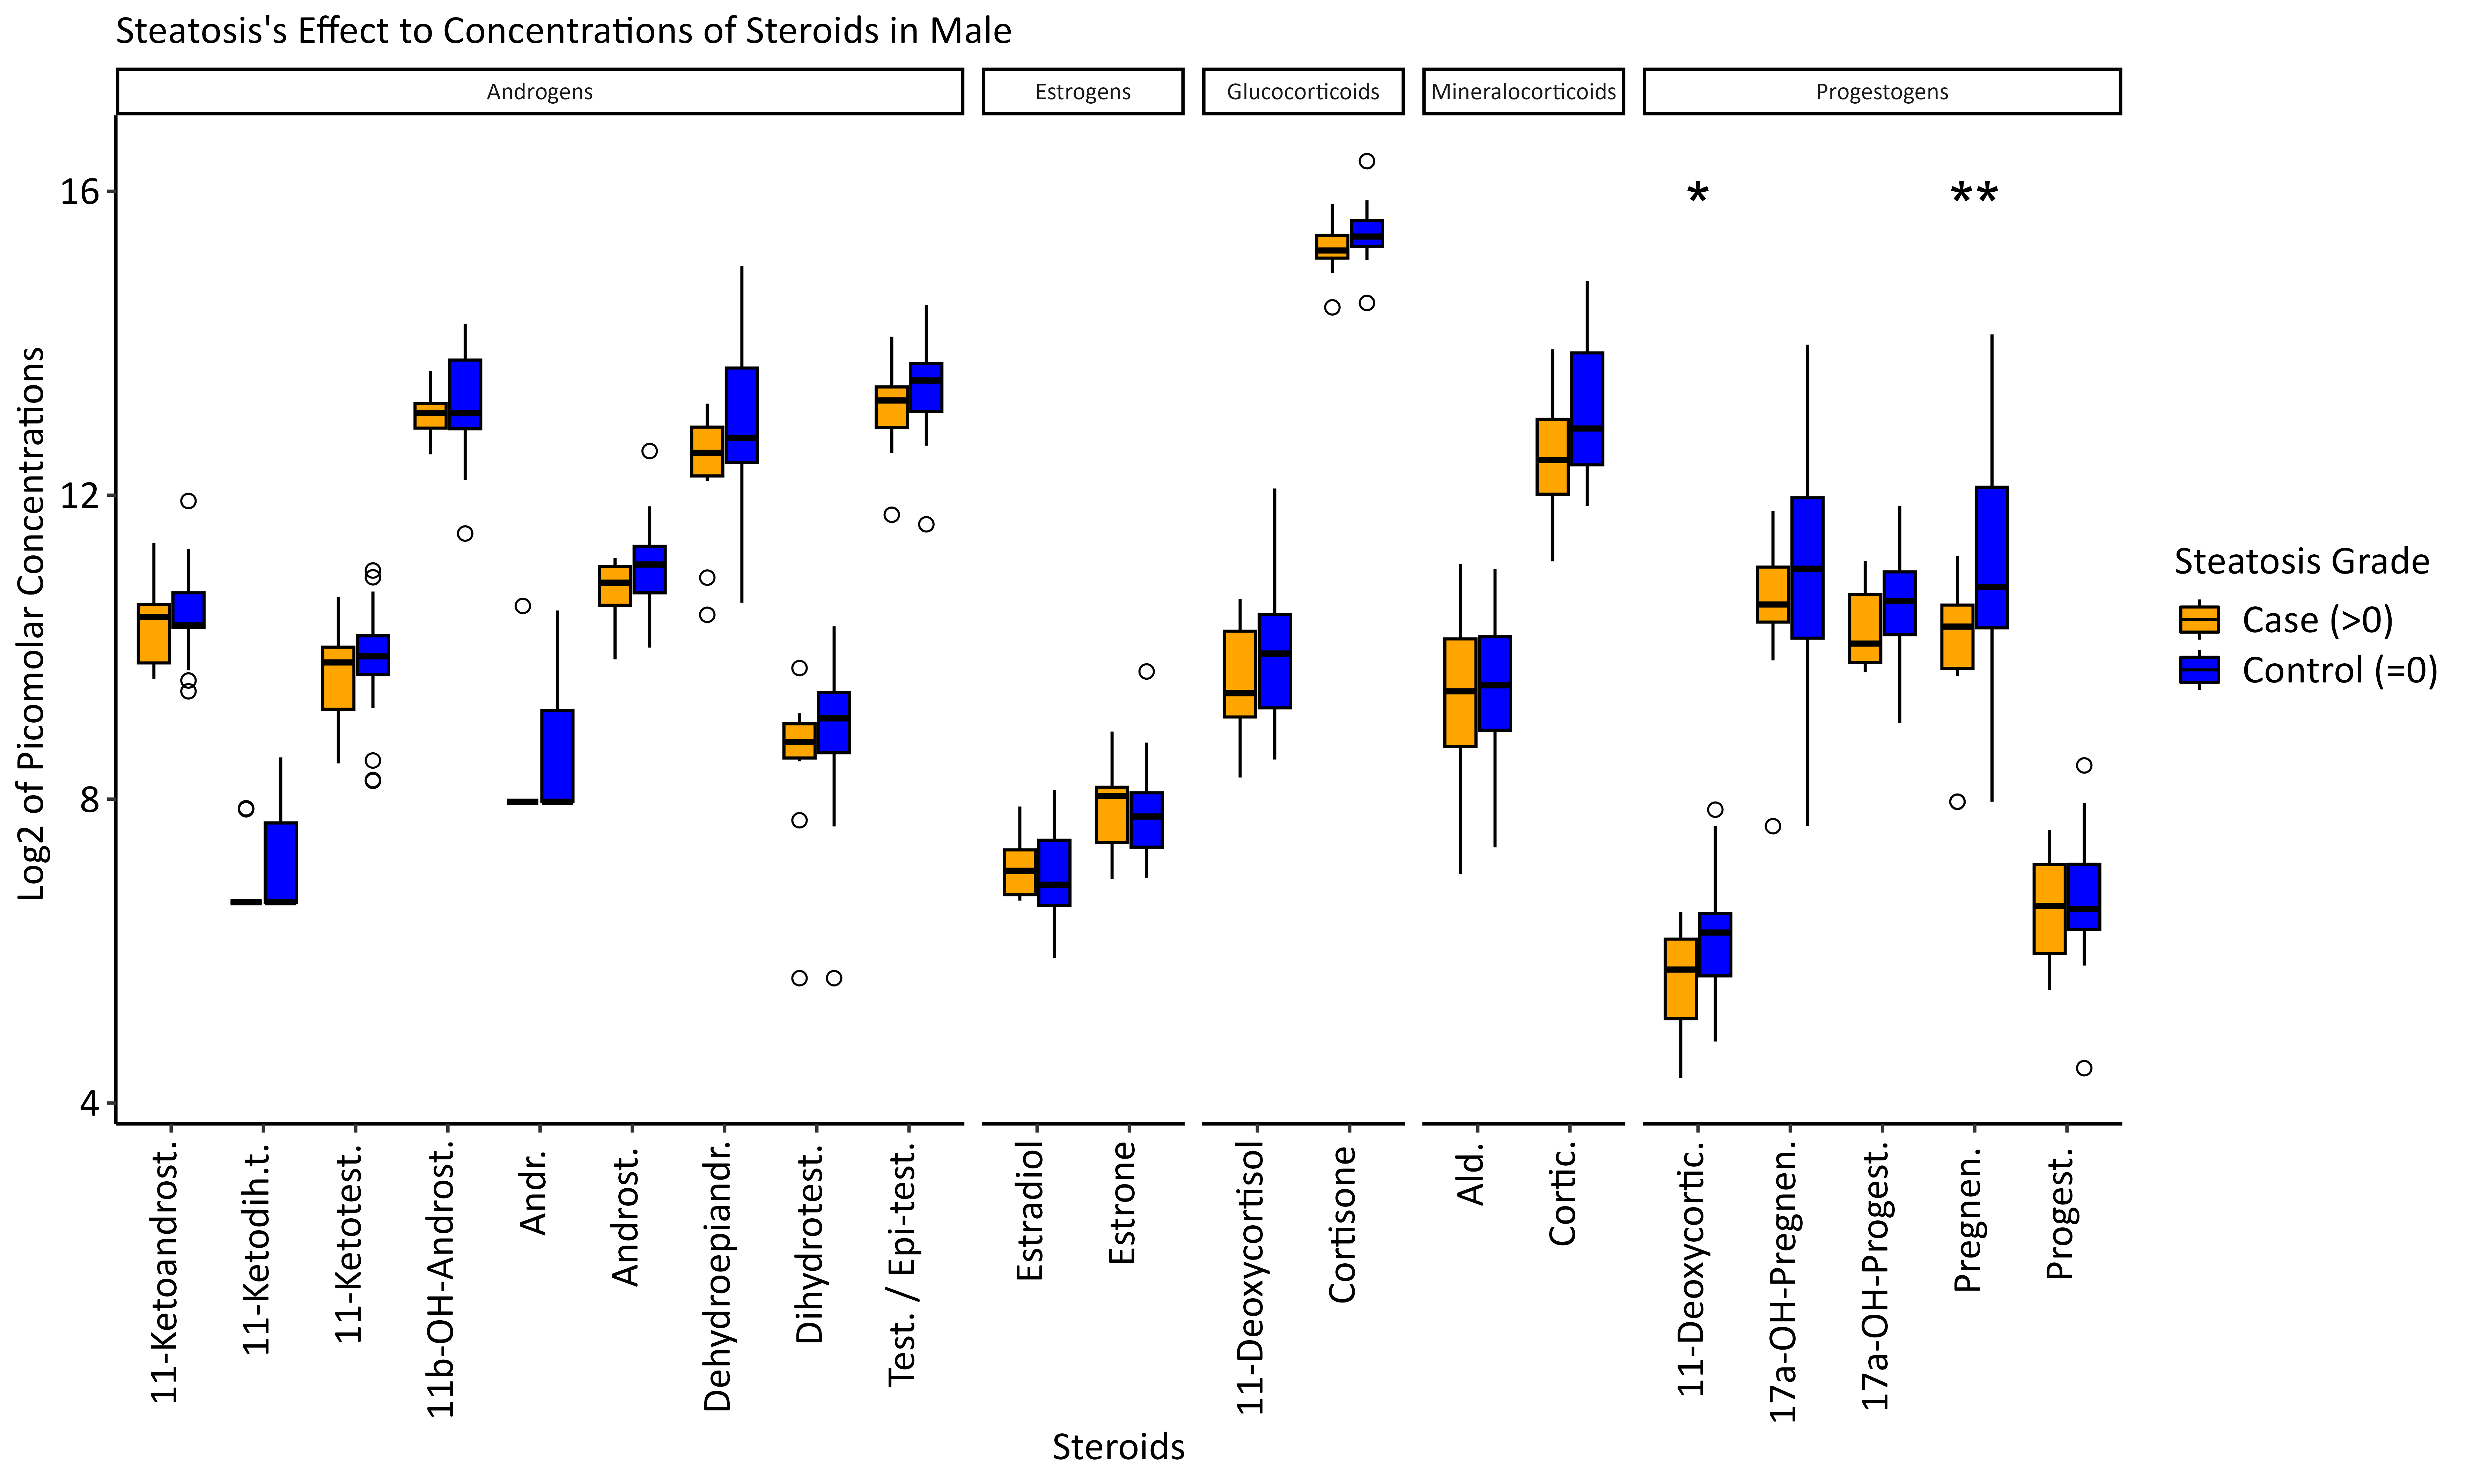 Steatosis's Effect to Concentrations of Steroids in Male
Androgens
Estrogens
Glucocorticoids
Mineralocorticoids
Progestogens
Log2 of Picomolar Concentrations
16
12
8
4
*
**
11-Ketoandrost.
11-Ketodih.t.
11-Ketotest.
11b-OH-Androst.
Andr.
Androst.
Dehydroepiandr.
Dihydrotest.
Test. / Epi-test.
Estradiol
Estrone
11-Deoxycortisol
Cortisone
Ald.
Cortic.
11-Deoxycortic.
17a-OH-Pregnen.
17a-OH-Progest.
Pregnen.
Progest.
Steroids
Steatosis Grade
Case (>0)
Control (=0)